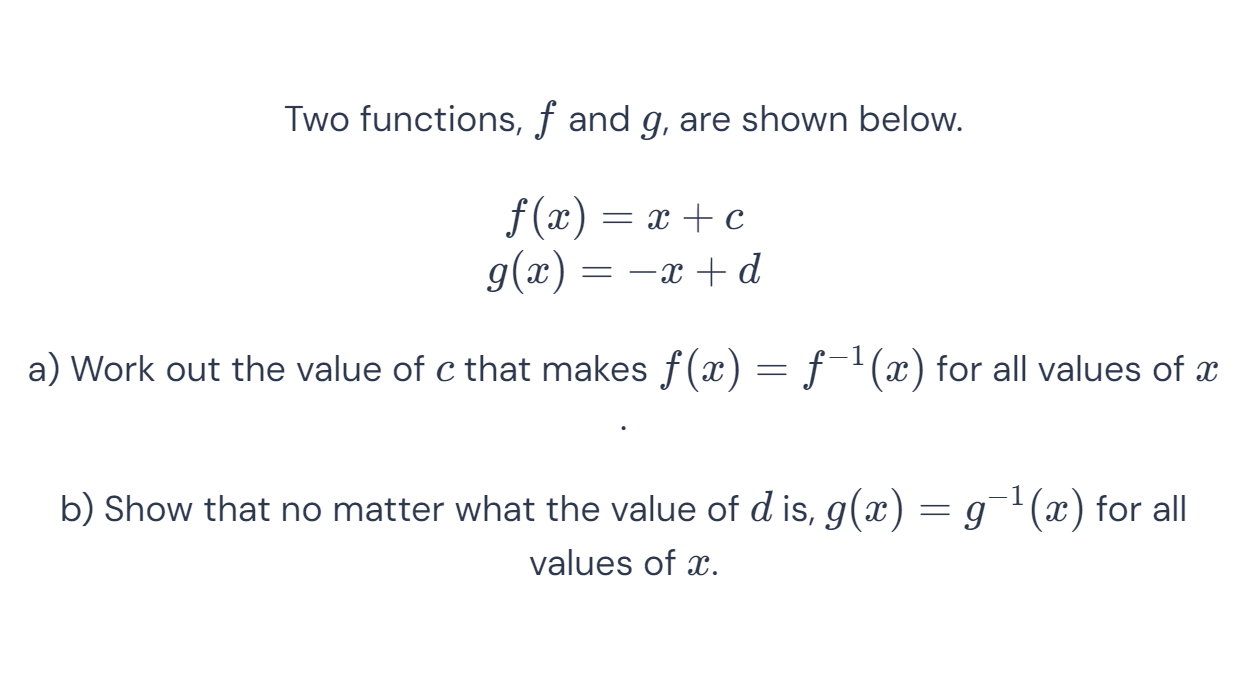 Two functions, f and g, are shown below.
f(x) = x + c
g(x) = −x + d
a) Work out the value of c that makes f(x) = f⁻¹(x) for all values of x
.
b) Show that no matter what the value of d is, g(x) = g⁻¹(x) for all
values of x.